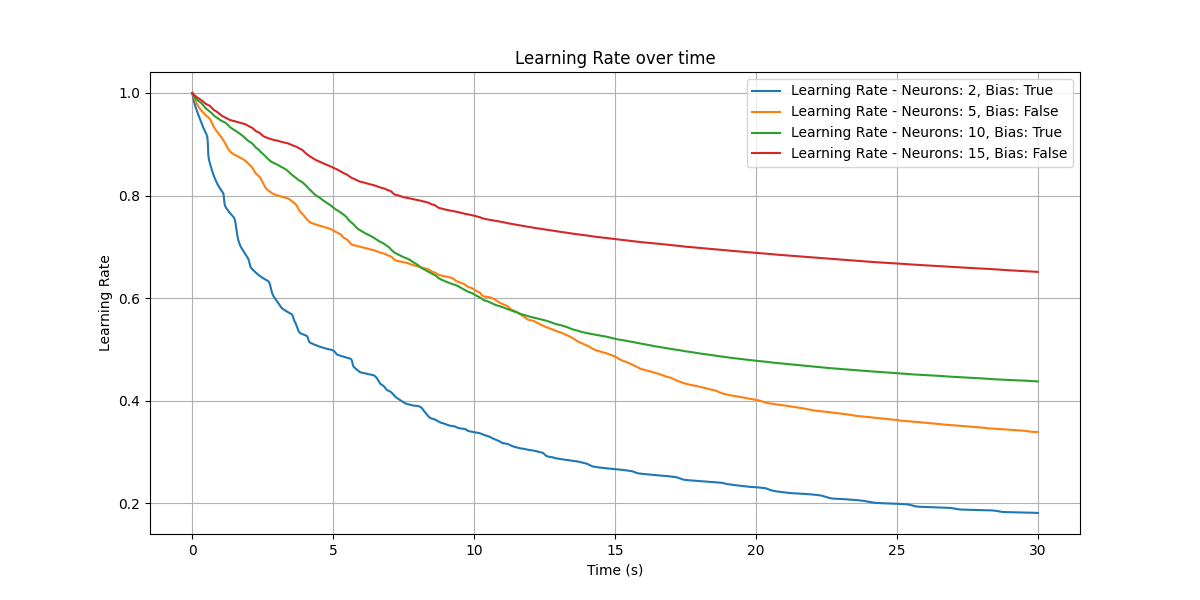 Learning Rate over time
Learning Rate - Neurons: 2, Bias: True
Learning Rate - Neurons: 5, Bias: False
Learning Rate - Neurons: 10, Bias: True
Learning Rate - Neurons: 15, Bias: False
Learning Rate
1.0
0.8
0.6
0.4
0.2
0 5 10 15 20 25 30
Time (s)